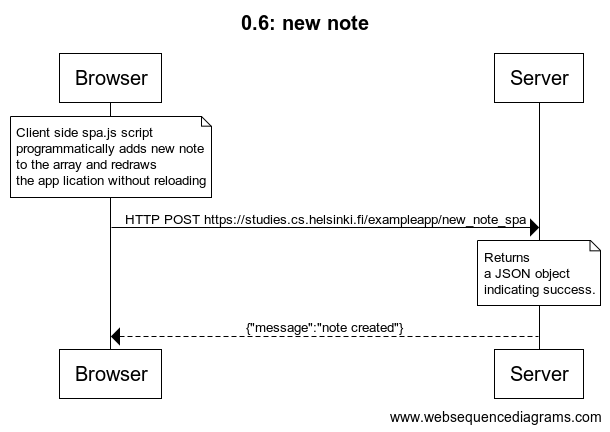 0.6: new note
Browser
Server
Client side spa.js script
programmatically adds new note
to the array and redraws
the app lication without reloading
HTTP POST https://studies.cs.helsinki.fi/exampleapp/new_note_spa
Returns
a JSON object
indicating success.
{"message":"note created"}
Browser
Server
www.websequencediagrams.com